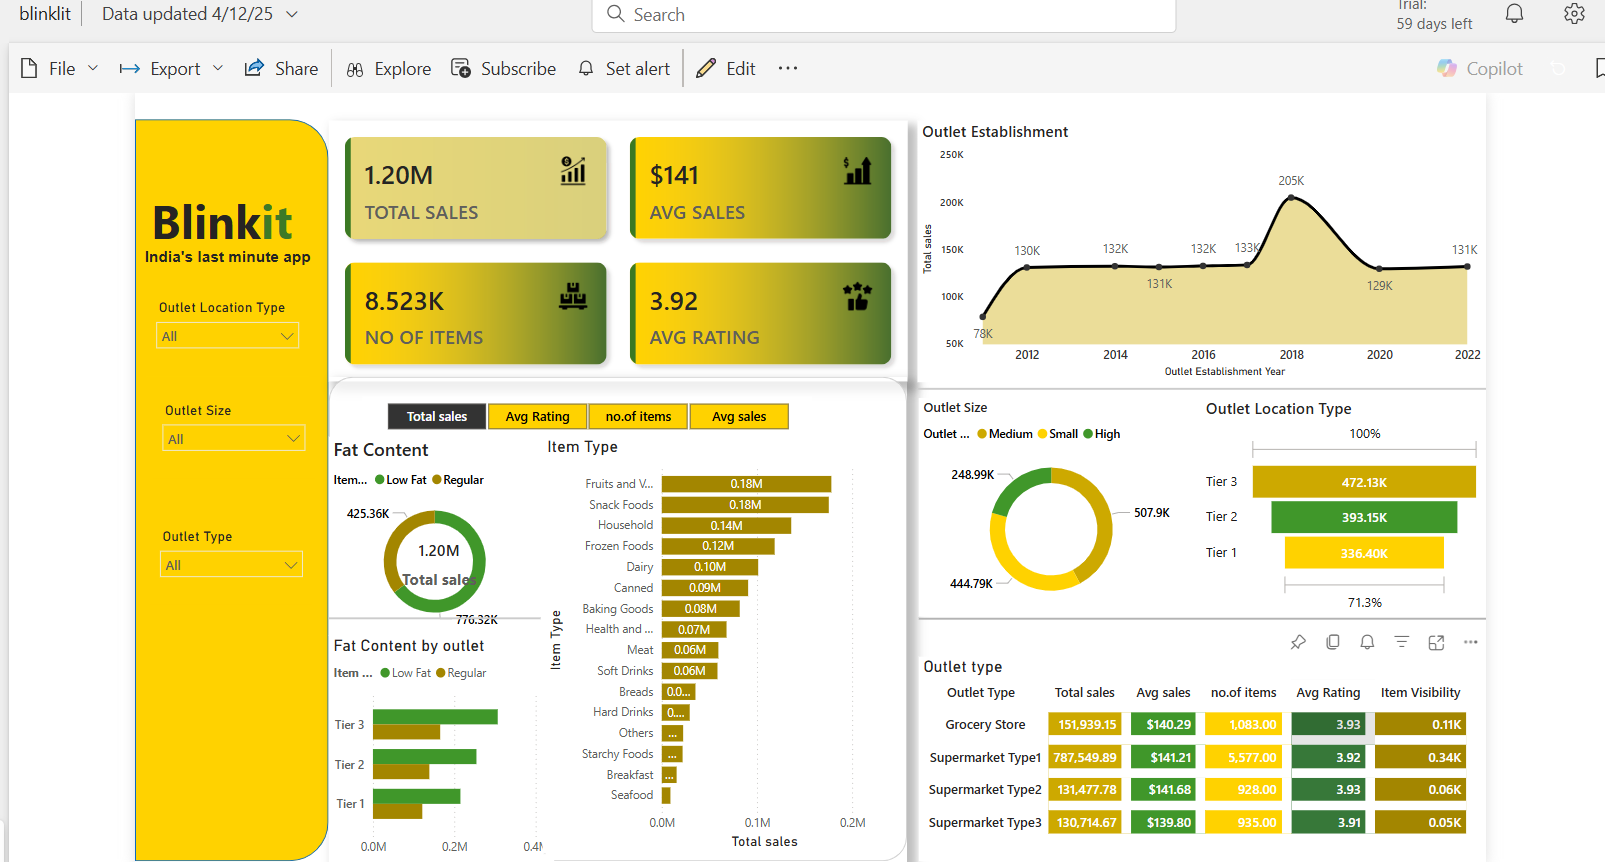 blinklit
Data updated 4/12/25
Search
Trial:
59 days left
File
Export
Share
Explore
Subscribe
Set alert
Edit
Copilot
Blinkit
India's last minute app
Outlet Location Type
All
Outlet Size
All
Outlet Type
All
1.20M
TOTAL SALES
$141
AVG SALES
8.523K
NO OF ITEMS
3.92
AVG RATING
Outlet Establishment
250K
200K
150K
100K
50K
Total sales
78K
130K
132K
131K
132K
133K
205K
129K
131K
2012 2014 2016 2018 2020 2022
Outlet Establishment Year
Total sales
Avg Rating
no.of items
Avg sales
Fat Content
Item... Low Fat Regular
425.36K
1.20M
Total sales
776.32K
Fat Content by outlet
Item ... Low Fat Regular
Tier 3
Tier 2
Tier 1
0.0M 0.2M 0.4M
Item Type
Item Type
Fruits and V... 0.18M
Snack Foods 0.18M
Household 0.14M
Frozen Foods 0.12M
Dairy 0.10M
Canned 0.09M
Baking Goods 0.08M
Health and ... 0.07M
Meat 0.06M
Soft Drinks 0.06M
Breads 0.0...
Hard Drinks 0....
Others ...
Starchy Foods ...
Breakfast ...
Seafood
0.0M 0.1M 0.2M
Total sales
Outlet Size
Outlet ... Medium Small High
248.99K
507.9K
444.79K
Outlet Location Type
100%
Tier 3 472.13K
Tier 2 393.15K
Tier 1 336.40K
71.3%
Outlet type
Outlet Type Total sales Avg sales no.of items Avg Rating Item Visibility
Grocery Store 151,939.15 $140.29 1,083.00 3.93 0.11K
Supermarket Type1 787,549.89 $141.21 5,577.00 3.92 0.34K
Supermarket Type2 131,477.78 $141.68 928.00 3.93 0.06K
Supermarket Type3 130,714.67 $139.80 935.00 3.91 0.05K